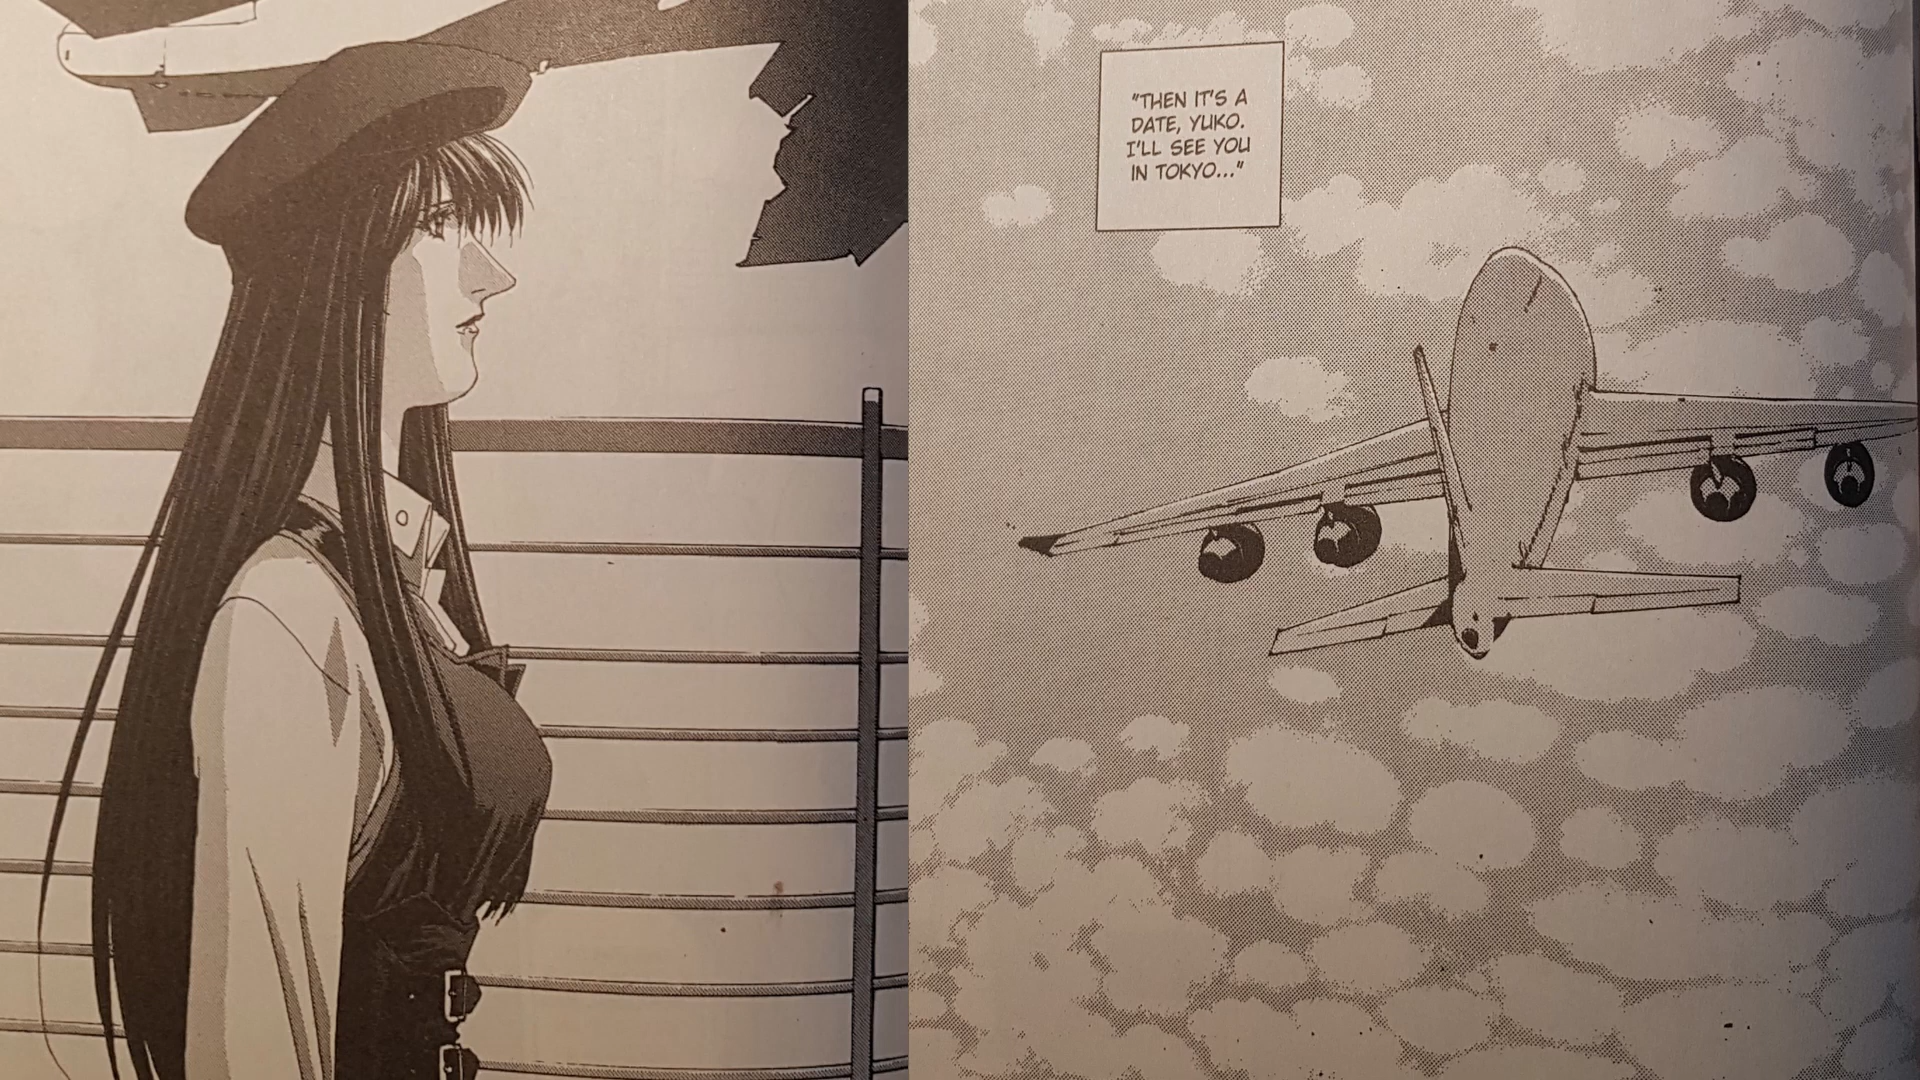 "THEN IT'S A
DATE, YUKO.
I'LL SEE YOU
IN TOKYO..."